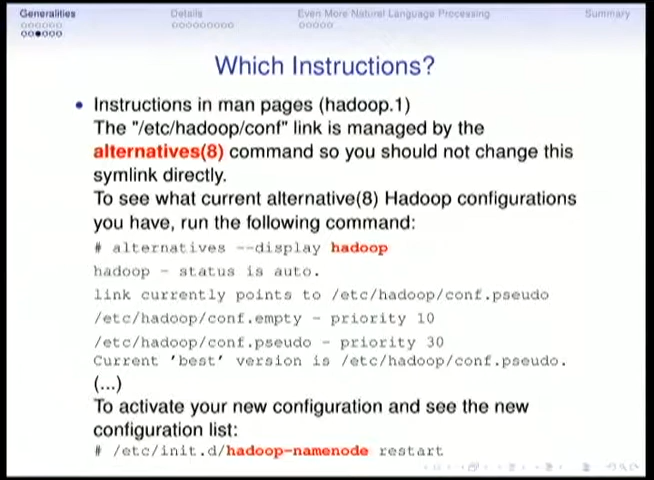 Generalities Details Even More Natural Language Processing Summary
Which Instructions?
• Instructions in man pages (hadoop.1)
The "/etc/hadoop/conf" link is managed by the
alternatives(8) command so you should not change this
symlink directly.
To see what current alternative(8) Hadoop configurations
you have, run the following command:
# alternatives --display hadoop
hadoop - status is auto.
link currently points to /etc/hadoop/conf.pseudo
/etc/hadoop/conf.empty - priority 10
/etc/hadoop/conf.pseudo - priority 30
Current 'best' version is /etc/hadoop/conf.pseudo.
(...)
To activate your new configuration and see the new
configuration list:
# /etc/init.d/hadoop-namenode restart